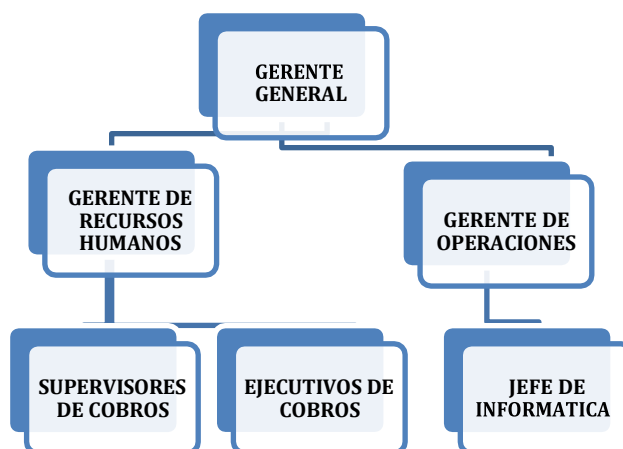 GERENTE
GENERAL
GERENTE DE
RECURSOS
HUMANOS
GERENTE DE
OPERACIONES
SUPERVISORES
DE COBROS
EJECUTIVOS DE
COBROS
JEFE DE
INFORMATICA